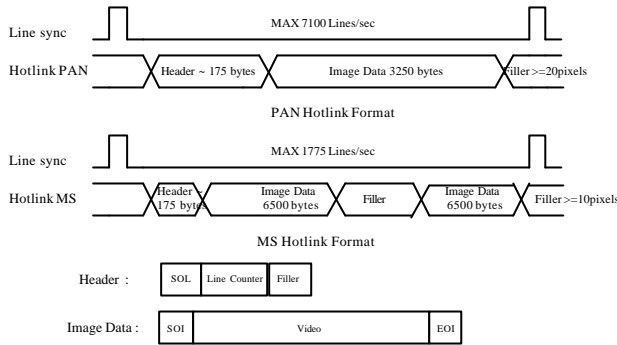 MAX 7100 Lines/sec
Line sync
Hotlink PAN
Header ~ 175 bytes
Image Data 3250 bytes
Filler >=20pixels
PAN Hotlink Format
MAX 1775 Lines/sec
Line sync
Hotlink MS
Header ~
175 bytes
Image Data
6500 bytes
Filler
Image Data
6500 bytes
Filler >=10pixels
MS Hotlink Format
Header :
SOL
Line Counter
Filler
Image Data :
SOI
Video
EOI